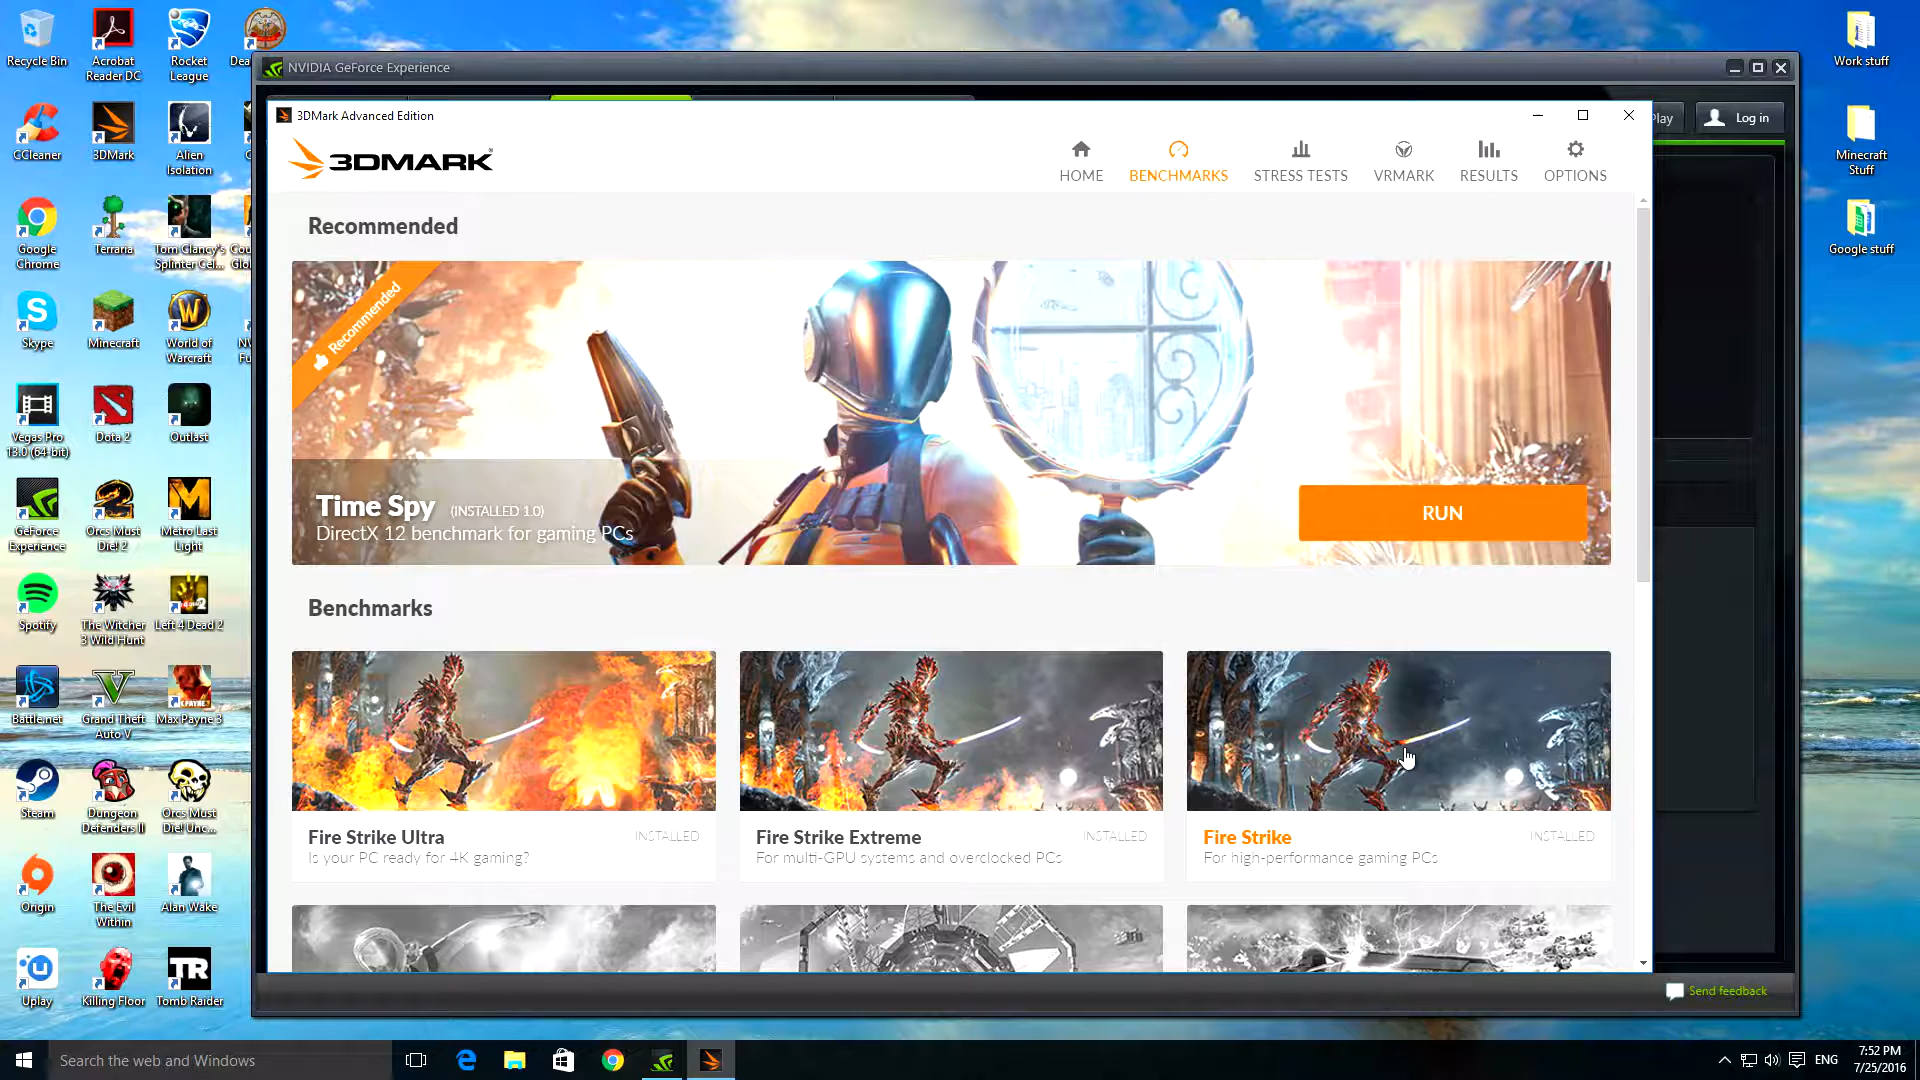 Recycle Bin
Acrobat
Reader DC
Rocket
League
CCleaner
3DMark
Alien
Isolation
Google
Chrome
Terraria
Tom Clancy's
Splinter Cel...
Skype
Minecraft
World of
Warcraft
Vegas Pro
13.0 (64-bit)
Dota 2
Outlast
GeForce
Experience
Orcs Must
Die! 2
Metro Last
Light
Spotify
The Witcher
3 Wild Hunt
Left 4 Dead 2
Battle.net
Grand Theft
Auto V
Max Payne 3
Steam
Dungeon
Defenders II
Orcs Must
Die! Unc...
Origin
The Evil
Within
Alan Wake
Uplay
Killing Floor
Tomb Raider
NVIDIA GeForce Experience
Log in
3DMark Advanced Edition
3DMARK
HOME
BENCHMARKS
STRESS TESTS
VRMARK
RESULTS
OPTIONS
Recommended
Recommended
Time Spy (INSTALLED 1.0)
DirectX 12 benchmark for gaming PCs
RUN
Benchmarks
Fire Strike Ultra INSTALLED
Is your PC ready for 4K gaming?
Fire Strike Extreme INSTALLED
For multi-GPU systems and overclocked PCs
Fire Strike INSTALLED
For high-performance gaming PCs
Send feedback
Work stuff
Minecraft
Stuff
Google stuff
Search the web and Windows
ENG
7:52 PM
7/25/2016